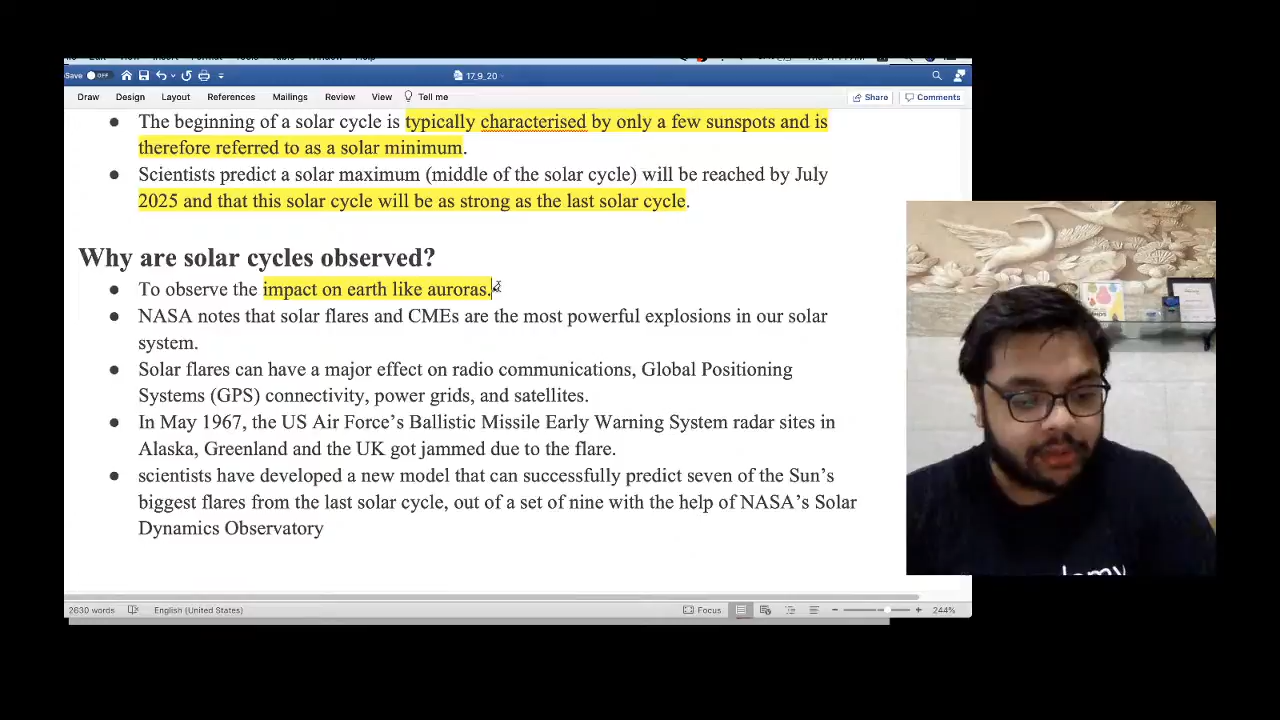 Save OFF 17_9_20
Draw Design Layout References Mailings Review View Tell me Share Comments
● The beginning of a solar cycle is typically characterised by only a few sunspots and is
therefore referred to as a solar minimum.
● Scientists predict a solar maximum (middle of the solar cycle) will be reached by July
2025 and that this solar cycle will be as strong as the last solar cycle.
Why are solar cycles observed?
● To observe the impact on earth like auroras.
● NASA notes that solar flares and CMEs are the most powerful explosions in our solar
system.
● Solar flares can have a major effect on radio communications, Global Positioning
Systems (GPS) connectivity, power grids, and satellites.
● In May 1967, the US Air Force’s Ballistic Missile Early Warning System radar sites in
Alaska, Greenland and the UK got jammed due to the flare.
● scientists have developed a new model that can successfully predict seven of the Sun’s
biggest flares from the last solar cycle, out of a set of nine with the help of NASA’s Solar
Dynamics Observatory
2630 words English (United States) Focus 244%